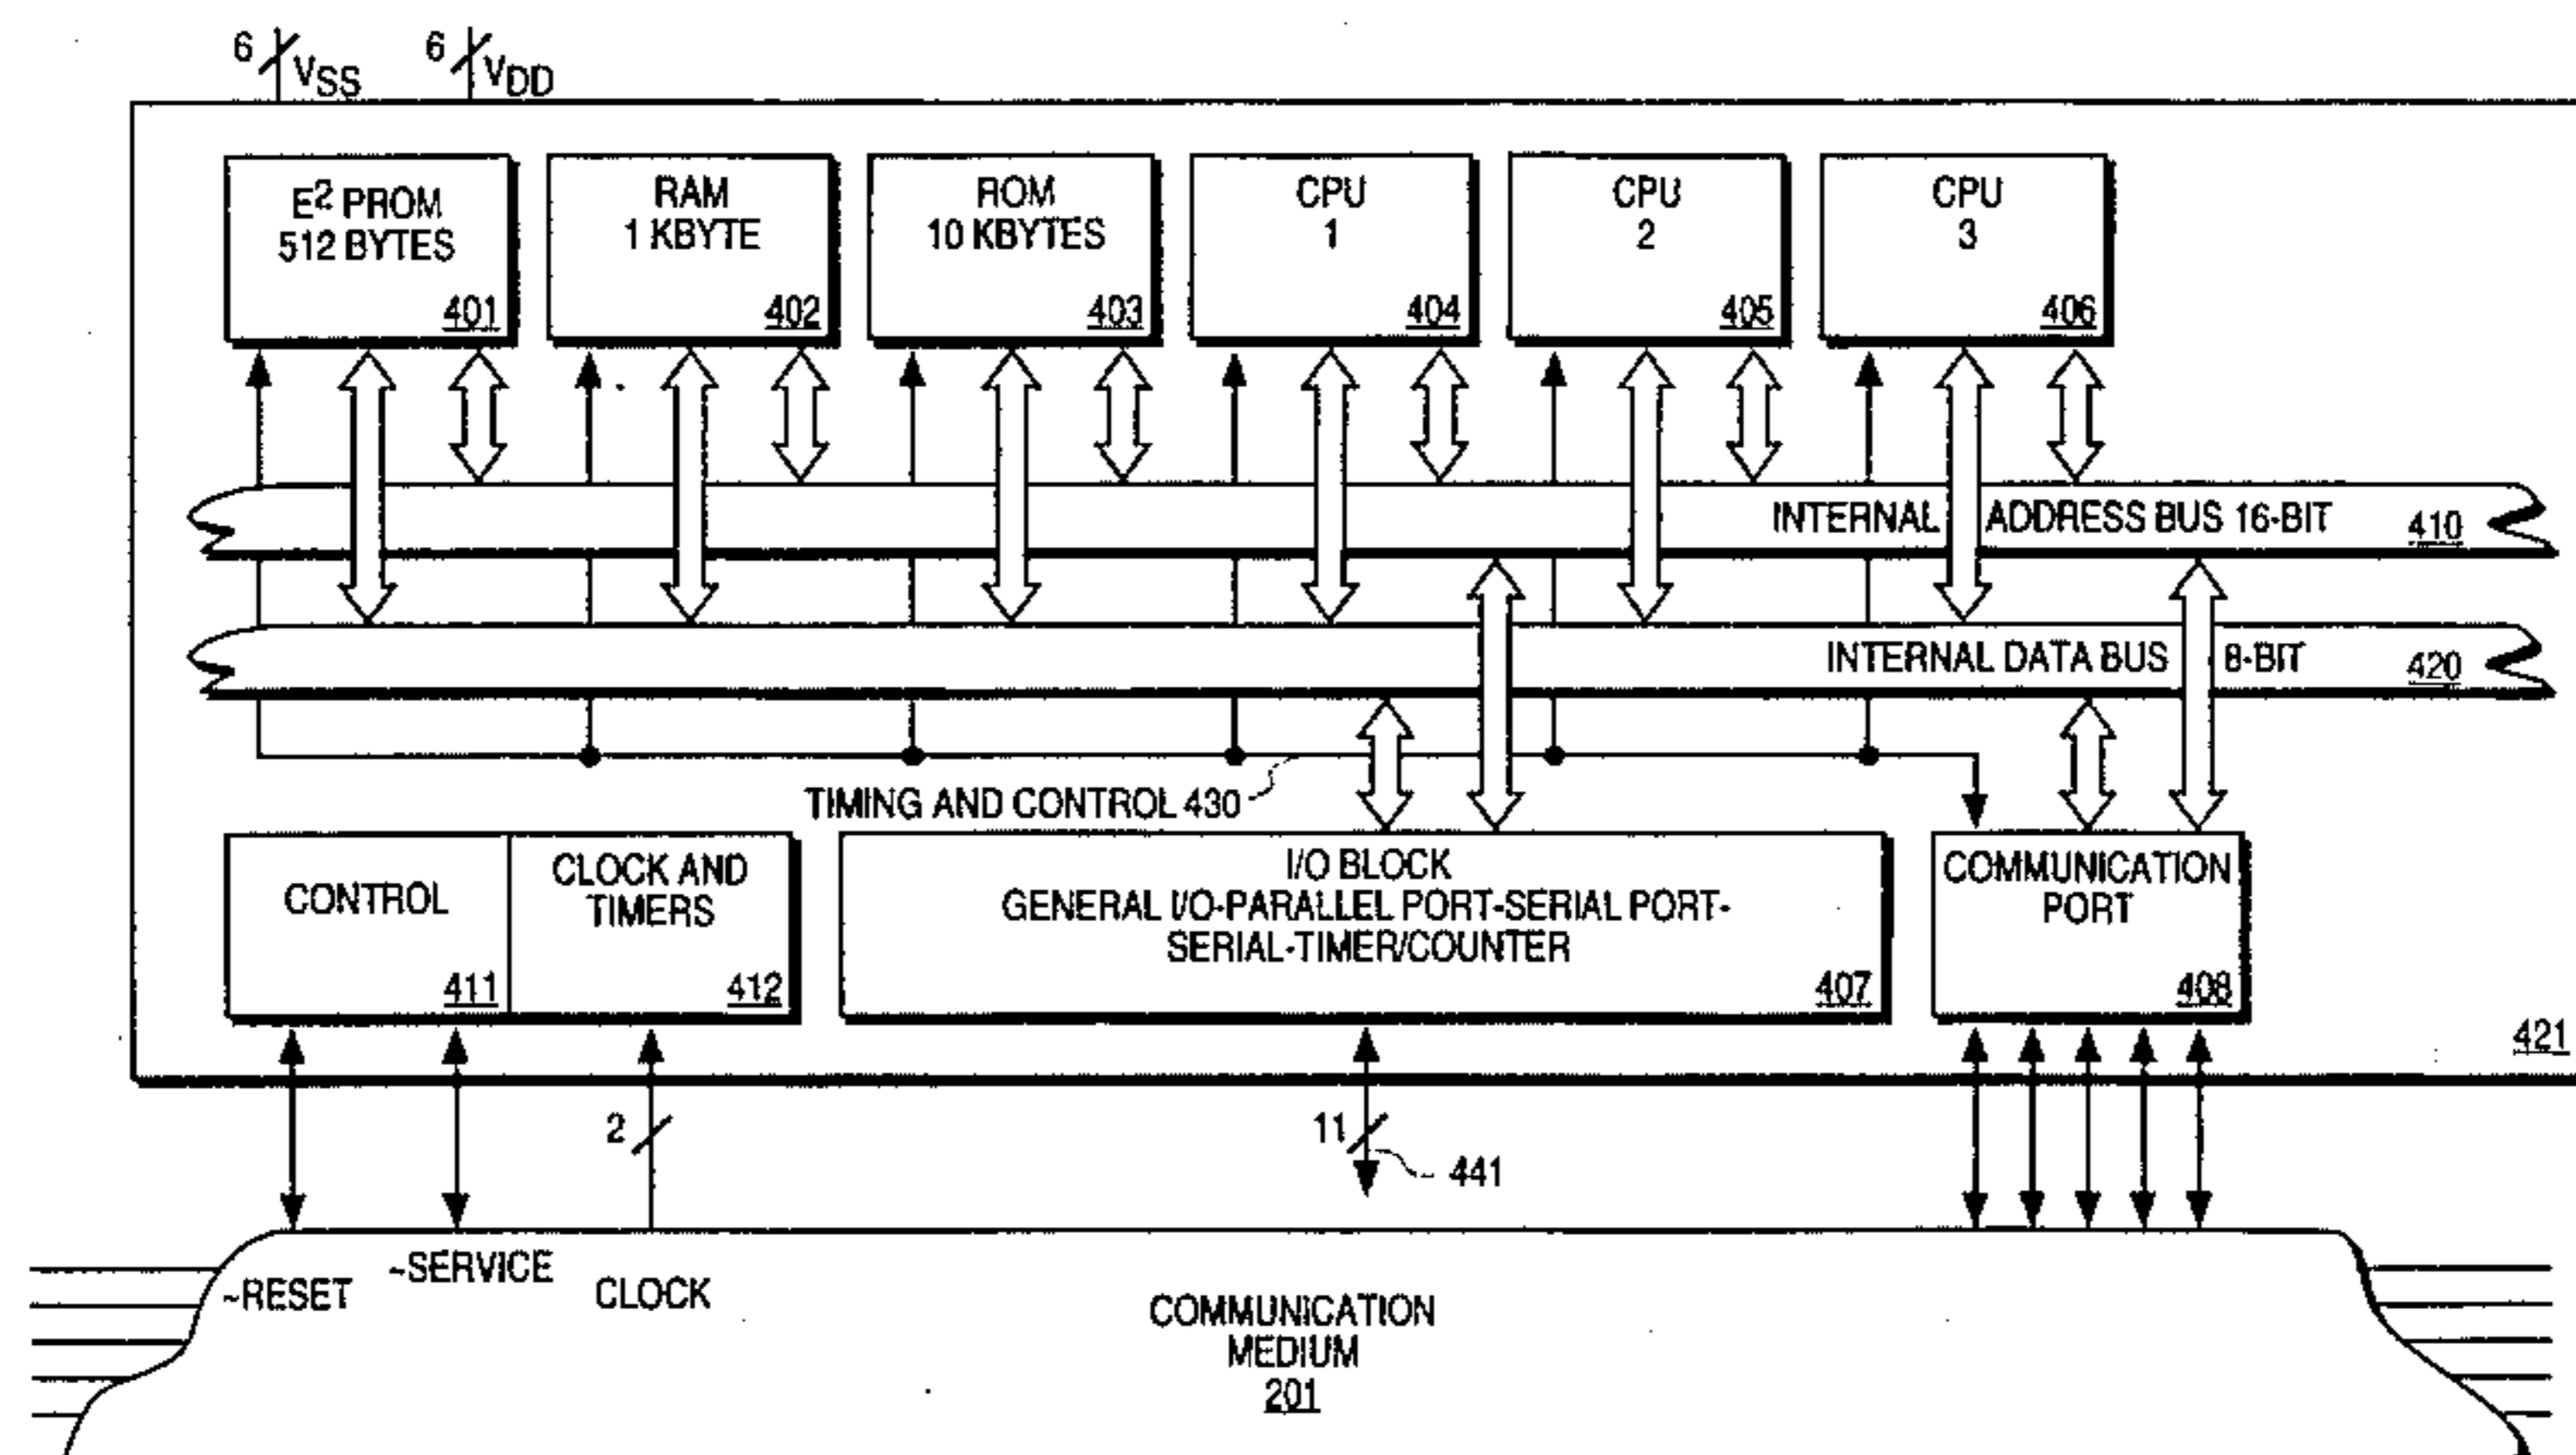 6 VSS
6 VDD
E2 PROM
512 BYTES
401
RAM
1 KBYTE
402
ROM
10 KBYTES
403
CPU
1
404
CPU
2
405
CPU
3
406
INTERNAL ADDRESS BUS 16-BIT 410
INTERNAL DATA BUS 8-BIT 420
TIMING AND CONTROL 430
CONTROL
411
CLOCK AND
TIMERS
412
I/O BLOCK
GENERAL I/O-PARALLEL PORT-SERIAL PORT-
SERIAL-TIMER/COUNTER
407
COMMUNICATION
PORT
408
421
2
11
441
~RESET
~SERVICE
CLOCK
COMMUNICATION
MEDIUM
201